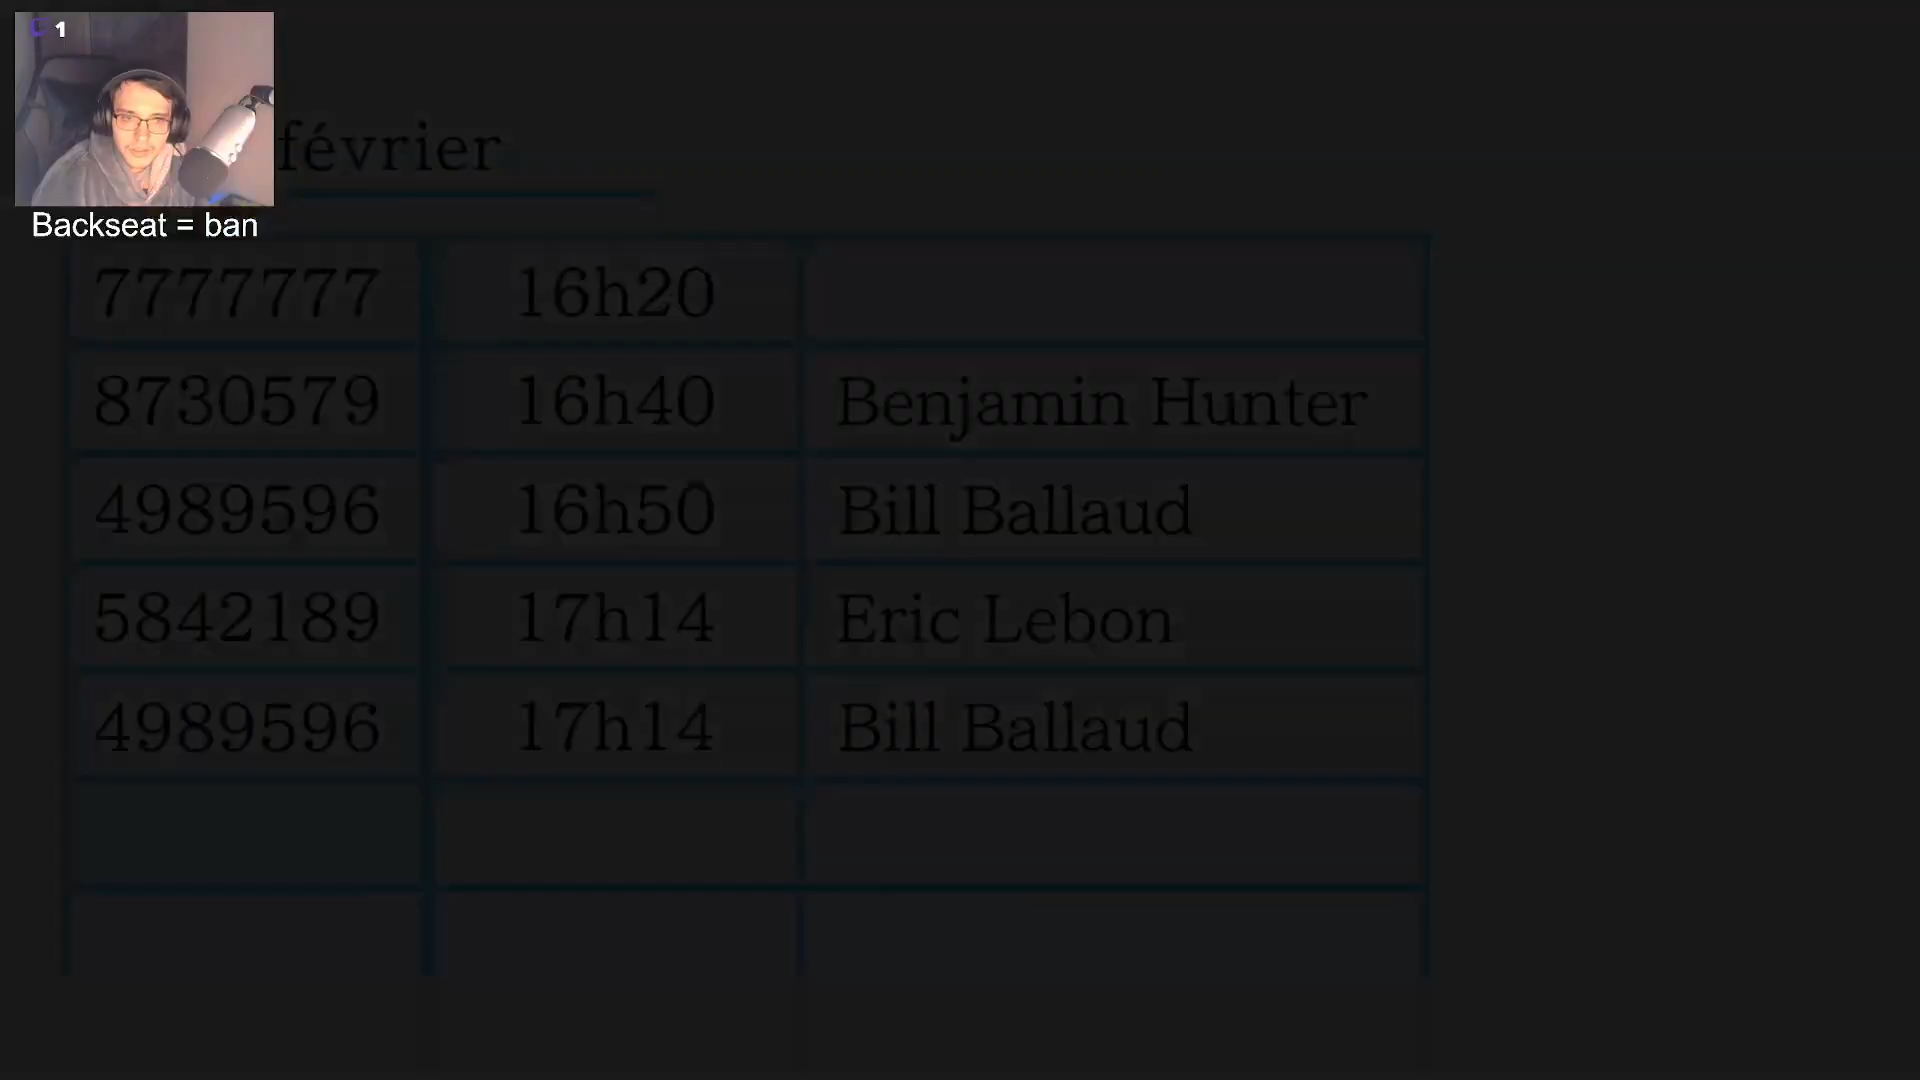 1
février
Backseat = ban
7777777 16h20
8730579 16h40 Benjamin Hunter
4989596 16h50 Bill Ballaud
5842189 17h14 Eric Lebon
4989596 17h14 Bill Ballaud